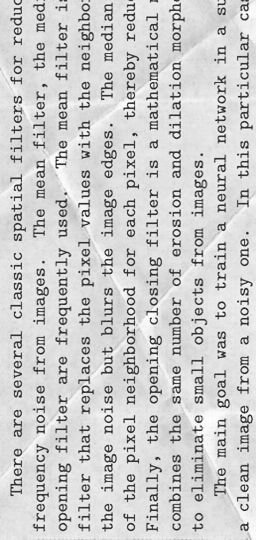 There are several classic spatial filters for reduc
frequency noise from images. The mean filter, the medi
opening filter are frequently used. The mean filter is
filter that replaces the pixel values with the neighbor
the image noise but blurs the image edges. The median
of the pixel neighborhood for each pixel, thereby redu
Finally, the opening closing filter is a mathematical
combines the same number of erosion and dilation morpho
to eliminate small objects from images.
The main goal was to train a neural network in a su
a clean image from a noisy one. In this particular ca